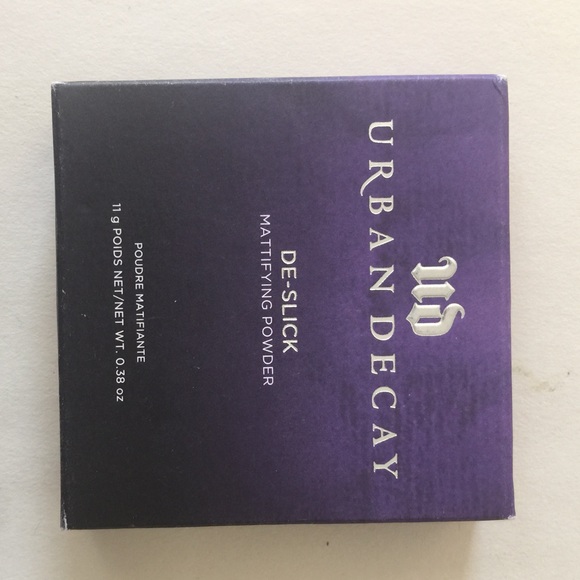 UD
URBAN DECAY
DE-SLICK
MATTIFYING POWDER
POUDRE MATIFIANTE
11 g POIDS NET/NET WT. 0.38 oz